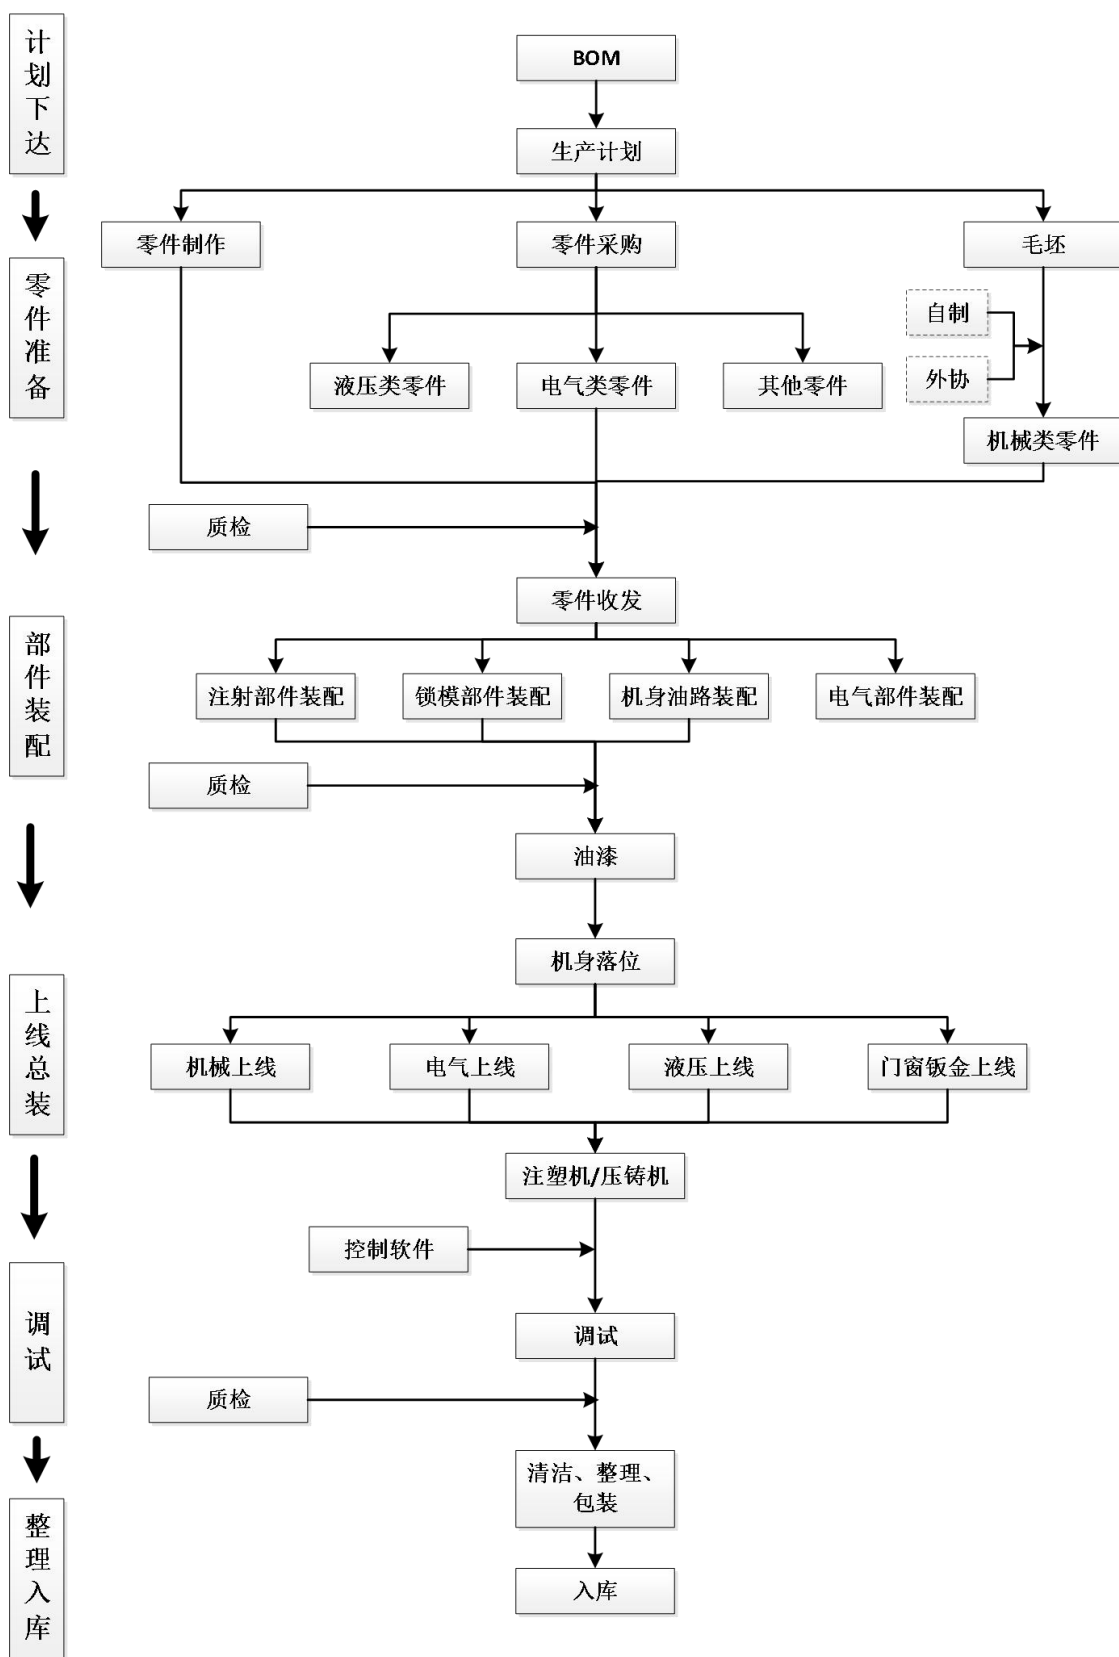 计划下达
BOM
生产计划
零件制作
零件采购
毛坯
零件准备
自制
外协
液压类零件
电气类零件
其他零件
机械类零件
质检
零件收发
部件装配
注射部件装配
锁模部件装配
机身油路装配
电气部件装配
质检
油漆
机身落位
上线总装
机械上线
电气上线
液压上线
门窗钣金上线
注塑机/压铸机
控制软件
调试
调试
质检
清洁、整理、
包装
整理入库
入库